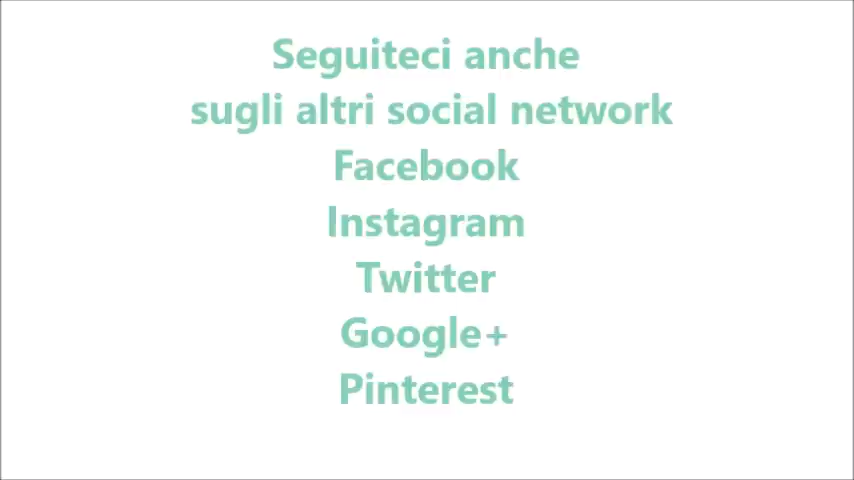 Seguiteci anche
sugli altri social network
Facebook
Instagram
Twitter
Google+
Pinterest